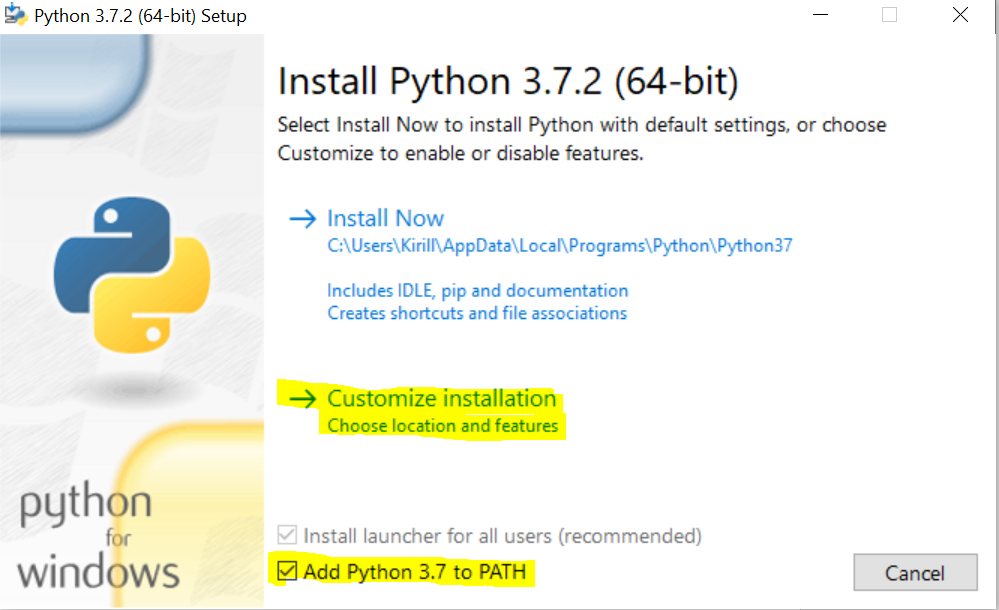 Python 3.7.2 (64-bit) Setup
Install Python 3.7.2 (64-bit)
Select Install Now to install Python with default settings, or choose
Customize to enable or disable features.
Install Now
C:\Users\Kirill\AppData\Local\Programs\Python\Python37
Includes IDLE, pip and documentation
Creates shortcuts and file associations
Customize installation
Choose location and features
python
for
windows
Install launcher for all users (recommended)
Add Python 3.7 to PATH
Cancel